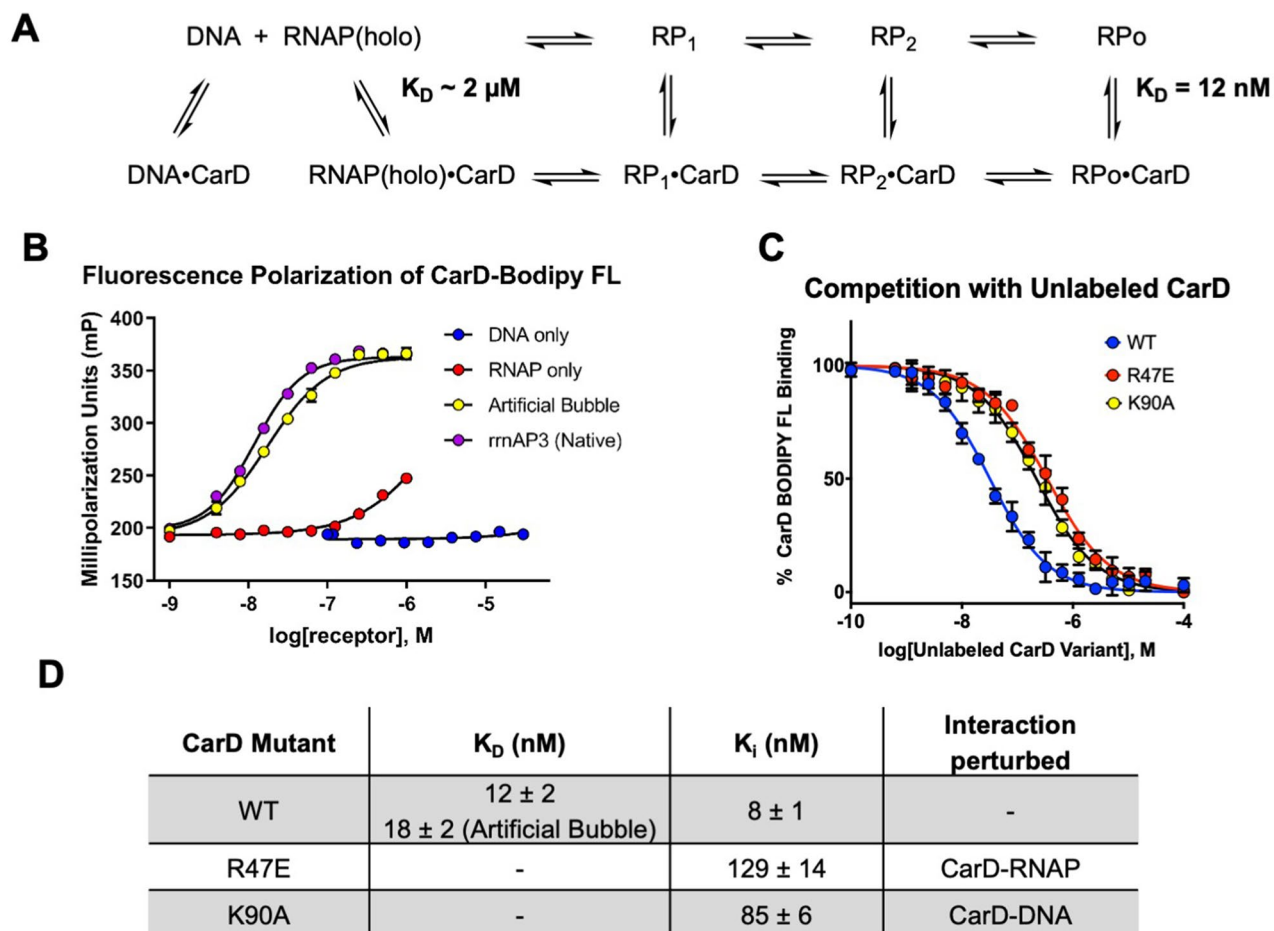 A
DNA + RNAP(holo) RP₁ RP₂ RPo
K_D ~ 2 µM K_D = 12 nM
DNA•CarD RNAP(holo)•CarD RP₁•CarD RP₂•CarD RPo•CarD
B
Fluorescence Polarization of CarD-Bodipy FL
Millipolarization Units (mP)
400
350
300
250
200
150
-9 -8 -7 -6 -5
log[receptor], M
DNA only
RNAP only
Artificial Bubble
rrnAP3 (Native)
C
Competition with Unlabeled CarD
% CarD BODIPY FL Binding
100
50
0
-10 -8 -6 -4
log[Unlabeled CarD Variant], M
WT
R47E
K90A
D
CarD Mutant K_D (nM) K_i (nM) Interaction
perturbed
WT 12 ± 2 8 ± 1 -
18 ± 2 (Artificial Bubble)
R47E - 129 ± 14 CarD-RNAP
K90A - 85 ± 6 CarD-DNA